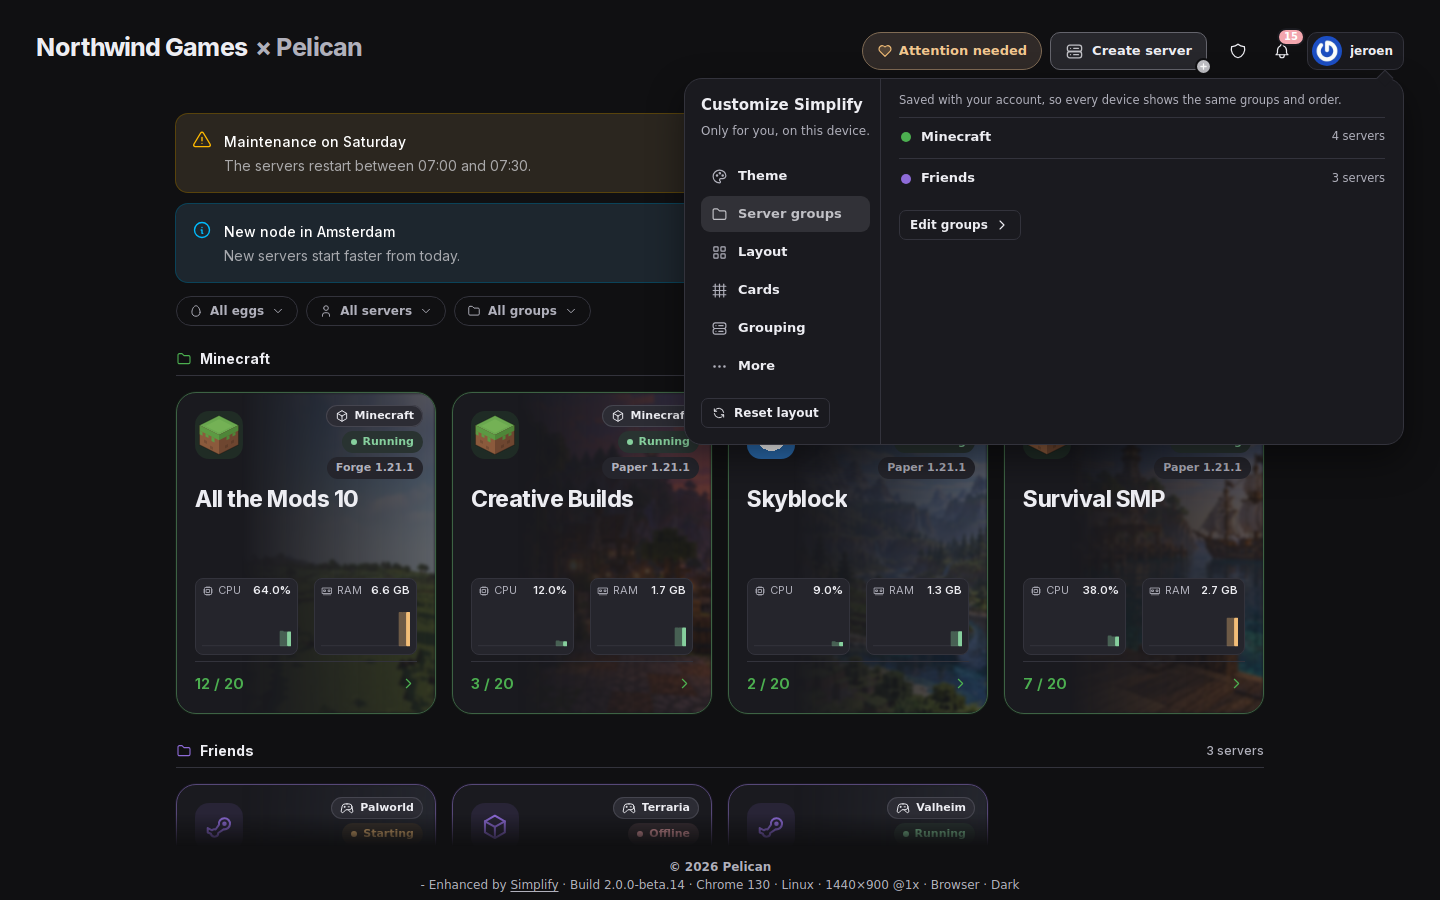 Northwind Games × Pelican
Attention needed
Create server
15
jeroen
Customize Simplify
Only for you, on this device.
Theme
Server groups
Layout
Cards
Grouping
More
Reset layout
Saved with your account, so every device shows the same groups and order.
Minecraft 4 servers
Friends 3 servers
Edit groups
Maintenance on Saturday
The servers restart between 07:00 and 07:30.
New node in Amsterdam
New servers start faster from today.
All eggs
All servers
All groups
Minecraft
Minecraft
Running
Forge 1.21.1
All the Mods 10
CPU 64.0%
RAM 6.6 GB
12 / 20
Running
Paper 1.21.1
Creative Builds
CPU 12.0%
RAM 1.7 GB
3 / 20
Paper 1.21.1
Skyblock
CPU 9.0%
RAM 1.3 GB
2 / 20
Paper 1.21.1
Survival SMP
CPU 38.0%
RAM 2.7 GB
7 / 20
Friends
3 servers
Palworld
Starting
Terraria
Offline
Valheim
Running
© 2026 Pelican
- Enhanced by Simplify · Build 2.0.0-beta.14 · Chrome 130 · Linux · 1440×900 @1x · Browser · Dark